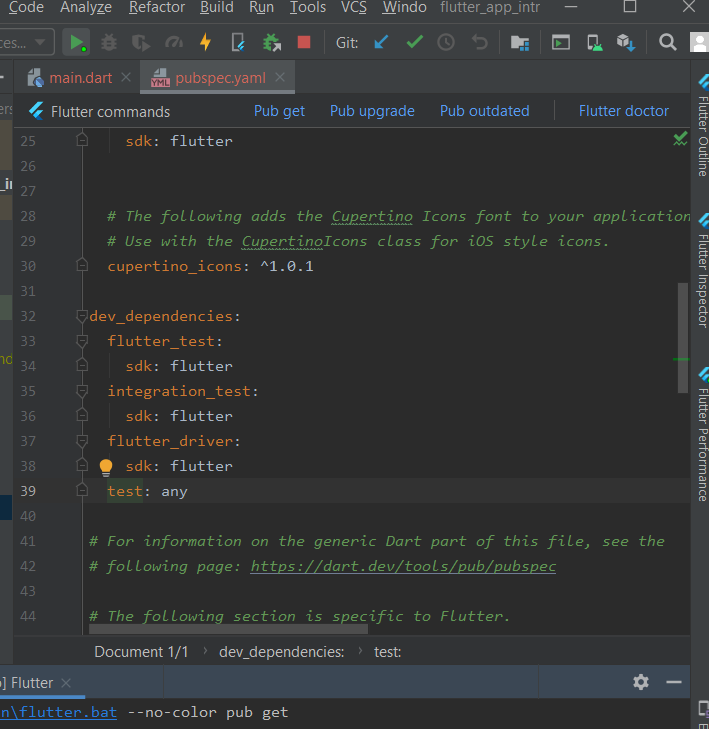 Code Analyze Refactor Build Run Tools VCS Windo flutter_app_intr
Git:
main.dart pubspec.yaml
Flutter commands Pub get Pub upgrade Pub outdated Flutter doctor
25 sdk: flutter
26
27
28 # The following adds the Cupertino Icons font to your application
29 # Use with the CupertinoIcons class for iOS style icons.
30 cupertino_icons: ^1.0.1
31
32 dev_dependencies:
33 flutter_test:
34 sdk: flutter
35 integration_test:
36 sdk: flutter
37 flutter_driver:
38 sdk: flutter
39 test: any
40
41 # For information on the generic Dart part of this file, see the
42 # following page: https://dart.dev/tools/pub/pubspec
43
44 # The following section is specific to Flutter.
Document 1/1 › dev_dependencies: › test:
] Flutter
n\flutter.bat --no-color pub get
Flutter Outline
Flutter Inspector
Flutter Performance